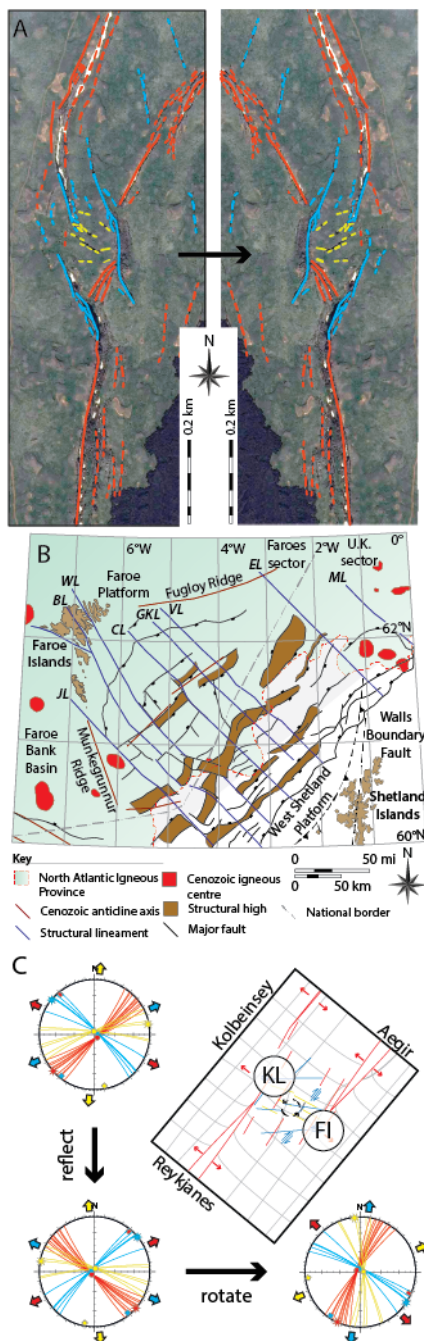 A
N
0.2 km
0.2 km
B
6°W
4°W
2°W
0°
WL
BL
Faroe
Platform
Fugloy Ridge
EL
Faroes
sector
U.K.
sector
ML
CL
GKL
VL
62°N
Faroe
Islands
JL
Faroe
Bank
Basin
Munkegrunnur
Ridge
Walls
Boundary
Fault
West Shetland
Platform
Shetland
Islands
60°N
Key
North Atlantic Igneous
Province
Cenozoic igneous
centre
0 50 mi
0 50 km
N
Cenozoic anticline axis
Structural high
National border
Structural lineament
Major fault
C
N
Kolbeinsey
Aegir
KL
FI
Reykjanes
reflect
N
rotate
N